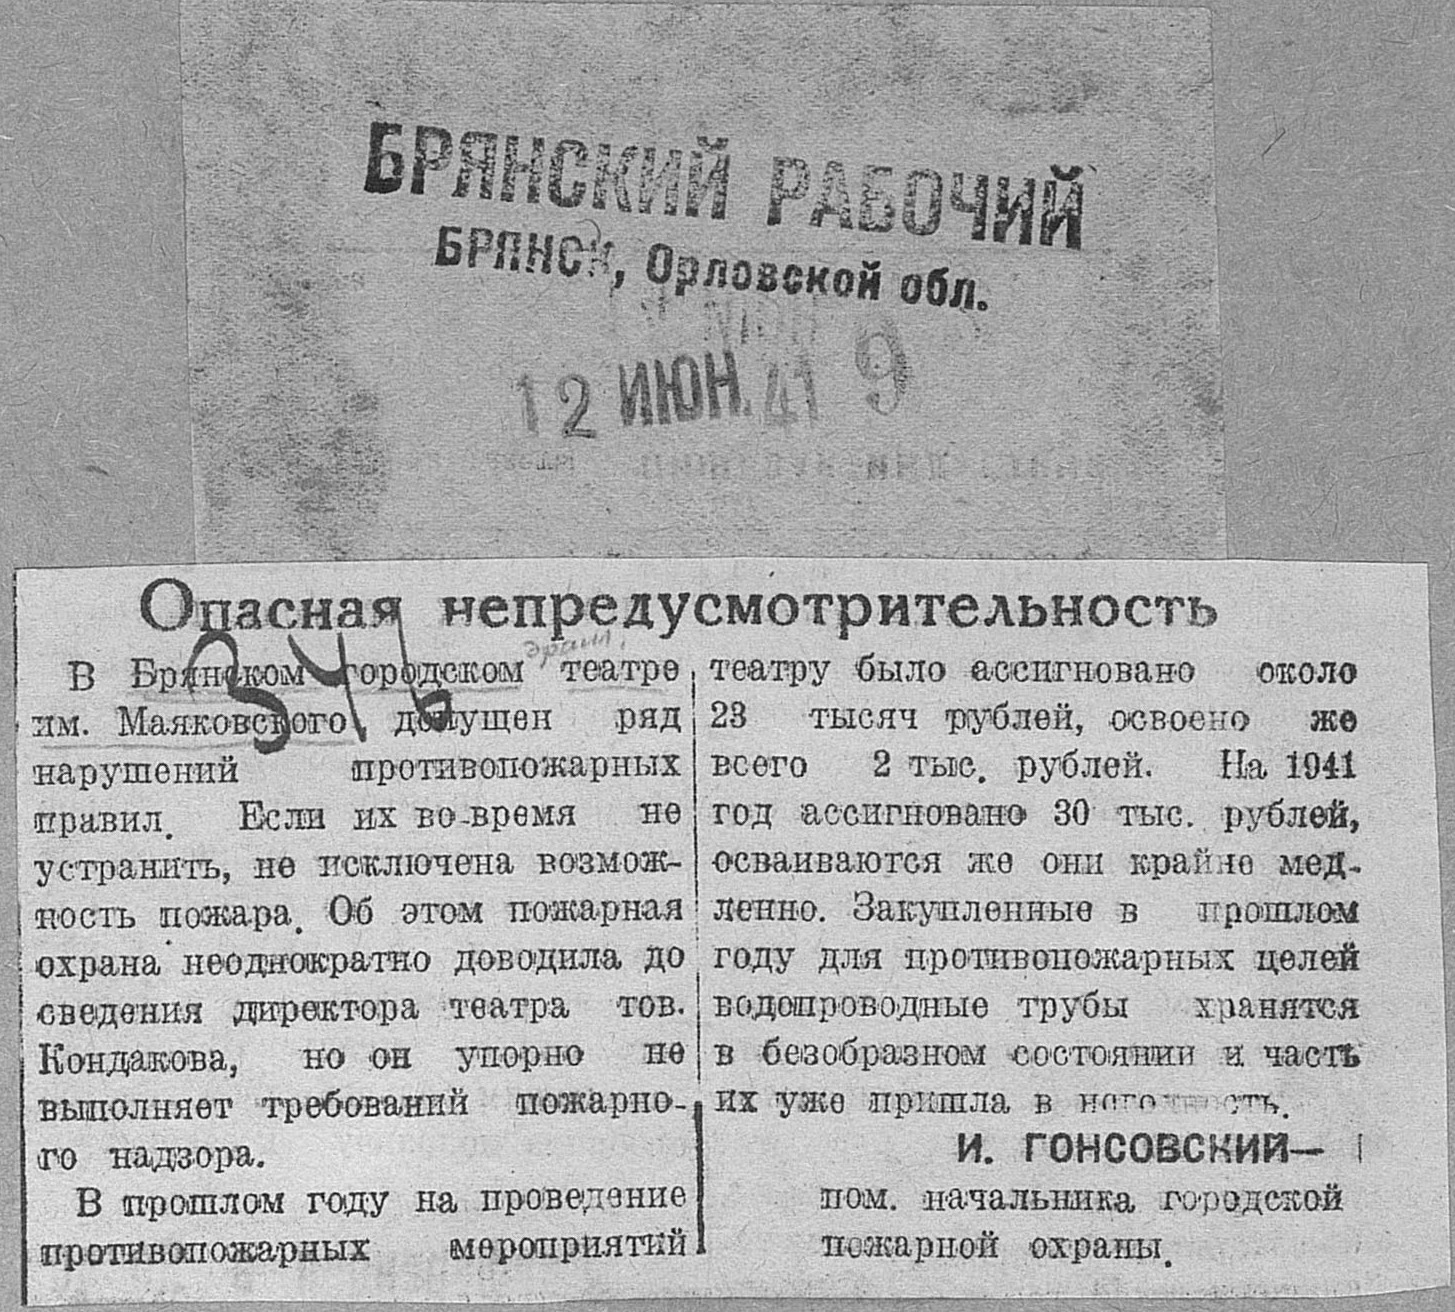 БРЯНСКИЙ РАБОЧИЙ
БРЯНСК, Орловской обл.
12 ИЮН. 41 9
Опасная непредусмотрительность
346
В Брянском городском театре
им. Маяковского допущен ряд
нарушений противопожарных
правил. Если их во-время не
устранить, не исключена возмож-
ность пожара. Об этом пожарная
охрана неоднократно доводила до
сведения директора театра тов.
Кондакова, но он упорно не
выполняет требований пожарно-
го надзора.
В прошлом году на проведение
противопожарных мероприятий
театру было ассигновано около
23 тысяч рублей, освоено же
всего 2 тыс. рублей. На 1941
год ассигновано 30 тыс. рублей,
осваиваются же они крайне мед-
ленно. Закупленные в прошлом
году для противопожарных целей
водопроводные трубы хранятся
в безобразном состоянии и часть
их уже пришла в негодность.
И. ГОНСОВСКИЙ—
пом. начальника городской
пожарной охраны.